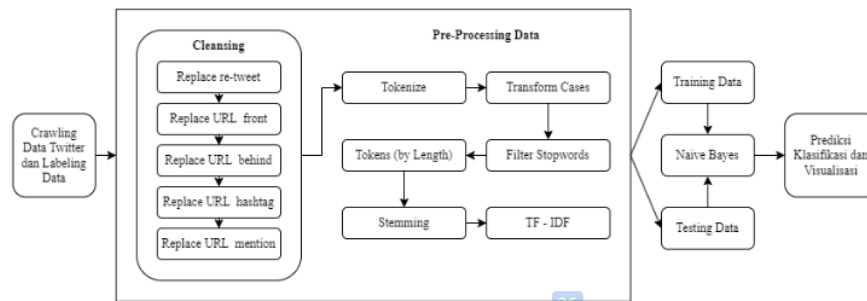 Crawling
Data Twitter
dan Labeling
Data
Pre-Processing Data
Cleansing
Replace re-tweet
Replace URL front
Replace URL behind
Replace URL hashtag
Replace URL mention
Tokenize
Transform Cases
Tokens (by Length)
Filter Stopwords
Stemming
TF - IDF
Training Data
Naive Bayes
Testing Data
Prediksi
Klasifikasi dan
Visualisasi